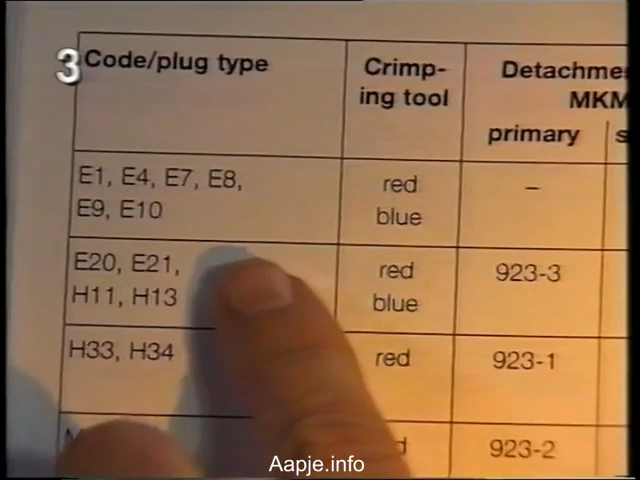 3
Code/plug type
Crimp-
ing tool
Detachme
MKM
primary
s
E1, E4, E7, E8,
E9, E10
red
blue
–
E20, E21,
H11, H13
red
blue
923-3
H33, H34
red
923-1
923-2
Aapje.info